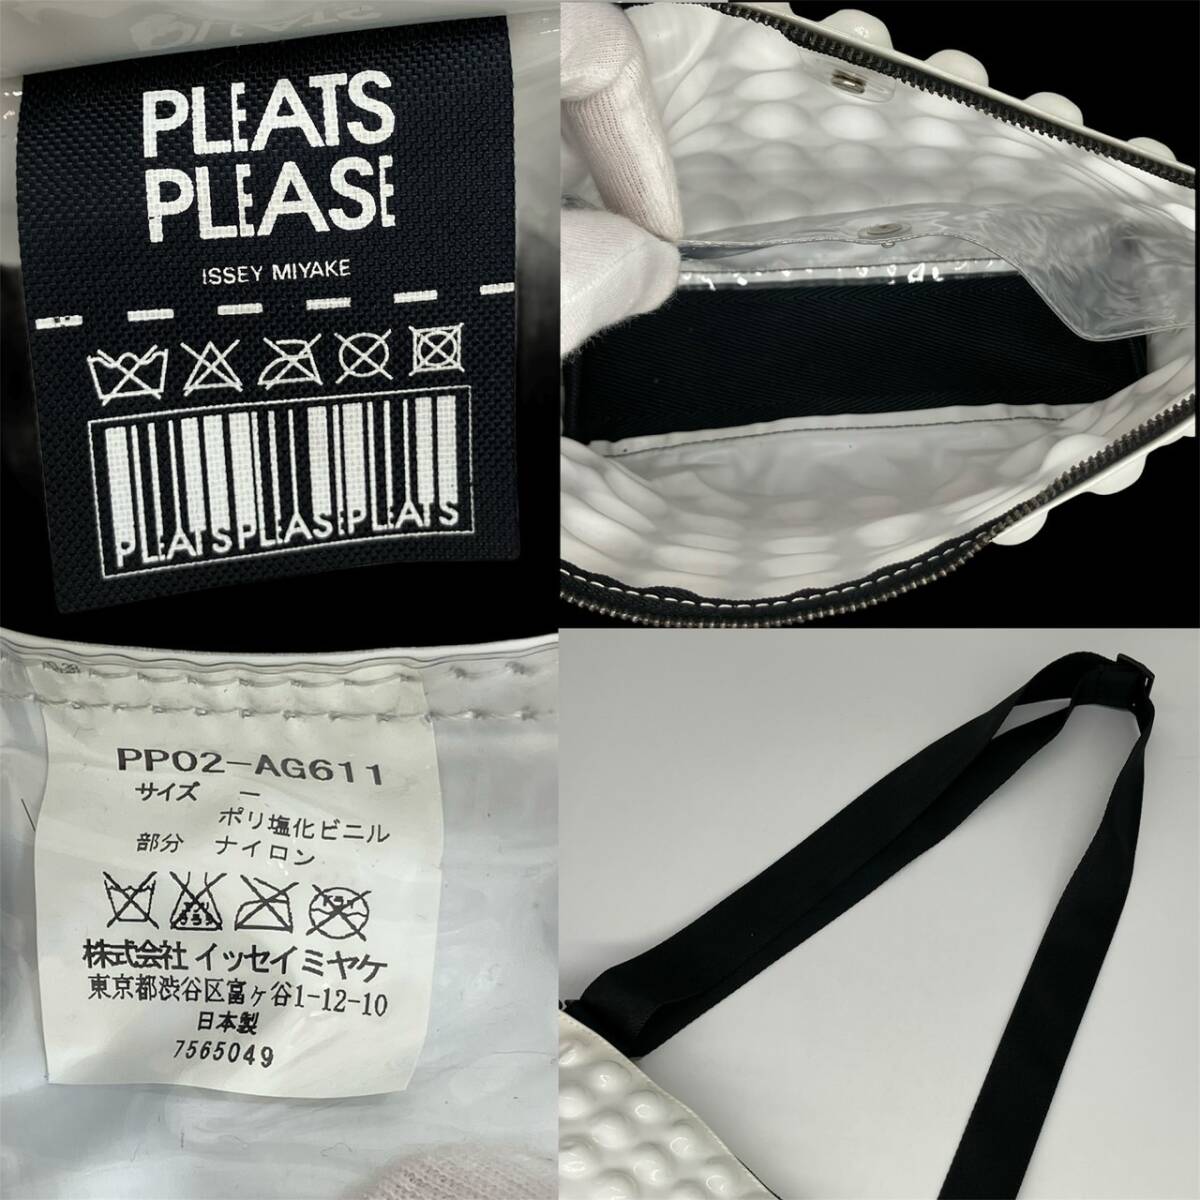 PLEATS
PLEASE
ISSEY MIYAKE
PLEATSPLEASEPLEATS
PP02-AG611
サイズ －
ポリ塩化ビニル
部分 ナイロン
株式会社 イッセイ ミヤケ
東京都渋谷区富ヶ谷1-12-10
日本製
7565049